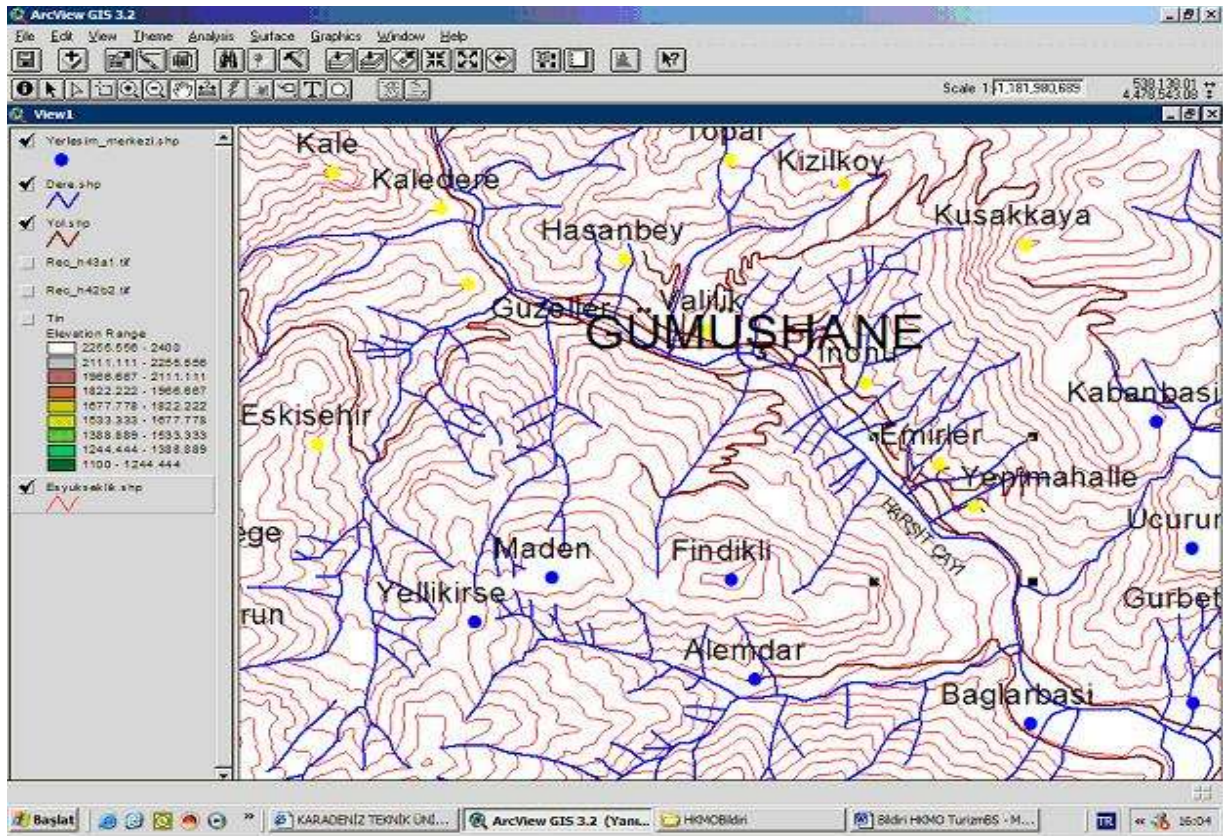 ArcView GIS 3.2
File Edit View Theme Analysis Surface Graphics Window Help
Scale 1: 1,181,980,689
View1
Yerlesim_merkezi.shp
Dere.shp
Yol.shp
Rec_h43a1.tif
Rec_h42b2.tif
Tin
Elevation Range
2255.556 - 2400
2111.111 - 2255.556
1966.667 - 2111.111
1822.222 - 1966.667
1677.778 - 1822.222
1533.333 - 1677.778
1388.889 - 1533.333
1244.444 - 1388.889
1100 - 1244.444
Esyukseklik.shp
Kale
Topal
Kizilkoy
Kaledere
Kusakkaya
Hasanbey
Guzeller
Valilik
GÜMÜSHANE
Inonu
Kabanbasi
Eskisehir
Emirler
Yenimahalle
HARŞİT ÇAYI
Ucurur
ege
Maden
Findikli
Yellikirse
Gurbet
run
Alemdar
Baglarbasi
Başlat
KARADENİZ TEKNİK ÜNİ...
ArcView GIS 3.2 (Yanı...
HKMOBildiri
Bildiri HKMO TurizmBS - M...
TR
16:04